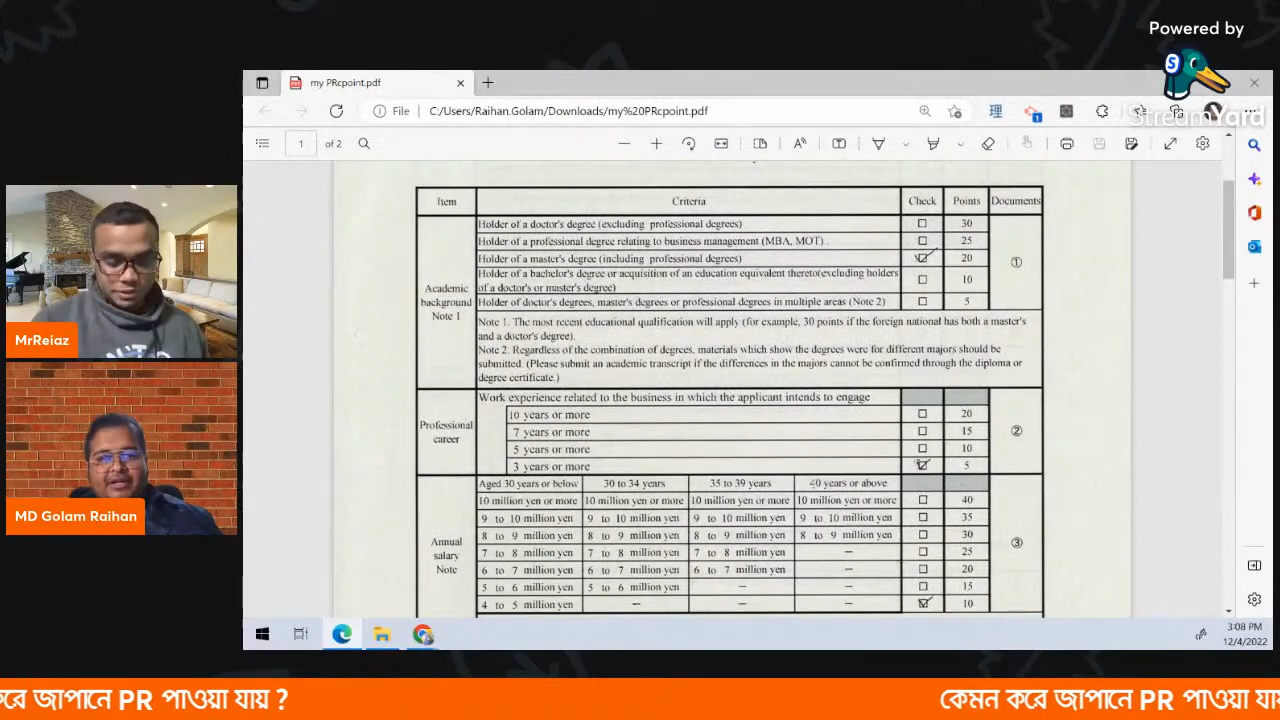 Powered by
StreamYard
my PRcpoint.pdf
File
C:/Users/Raihan.Golam/Downloads/my%20PRcpoint.pdf
1
of 2
Item
Criteria
Check
Points
Documents
Academic
background
Note 1
Holder of a doctor's degree (excluding professional degrees)
30
Holder of a professional degree relating to business management (MBA, MOT) .
25
Holder of a master's degree (including professional degrees)
20
Holder of a bachelor's degree or acquisition of an education equivalent thereto(excluding holders
of a doctor's or master's degree)
10
Holder of doctor's degrees, master's degrees or professional degrees in multiple areas (Note 2)
5
①
Note 1. The most recent educational qualification will apply (for example, 30 points if the foreign national has both a master's
and a doctor's degree).
Note 2. Regardless of the combination of degrees, materials which show the degrees were for different majors should be
submitted. (Please submit an academic transcript if the differences in the majors cannot be confirmed through the diploma or
degree certificate.)
Professional
career
Work experience related to the business in which the applicant intends to engage
10 years or more
20
7 years or more
15
5 years or more
10
3 years or more
5
②
Annual
salary
Note
Aged 30 years or below
30 to 34 years
35 to 39 years
40 years or above
10 million yen or more
10 million yen or more
10 million yen or more
10 million yen or more
40
9 to 10 million yen
9 to 10 million yen
9 to 10 million yen
9 to 10 million yen
35
8 to 9 million yen
8 to 9 million yen
8 to 9 million yen
8 to 9 million yen
30
7 to 8 million yen
7 to 8 million yen
7 to 8 million yen
－
25
6 to 7 million yen
6 to 7 million yen
6 to 7 million yen
－
20
5 to 6 million yen
5 to 6 million yen
－
－
15
4 to 5 million yen
－
－
－
10
③
MrReiaz
MD Golam Raihan
3:08 PM
12/4/2022
করে জাপানে PR পাওয়া যায় ?
কেমন করে জাপানে PR পাওয়া যায়